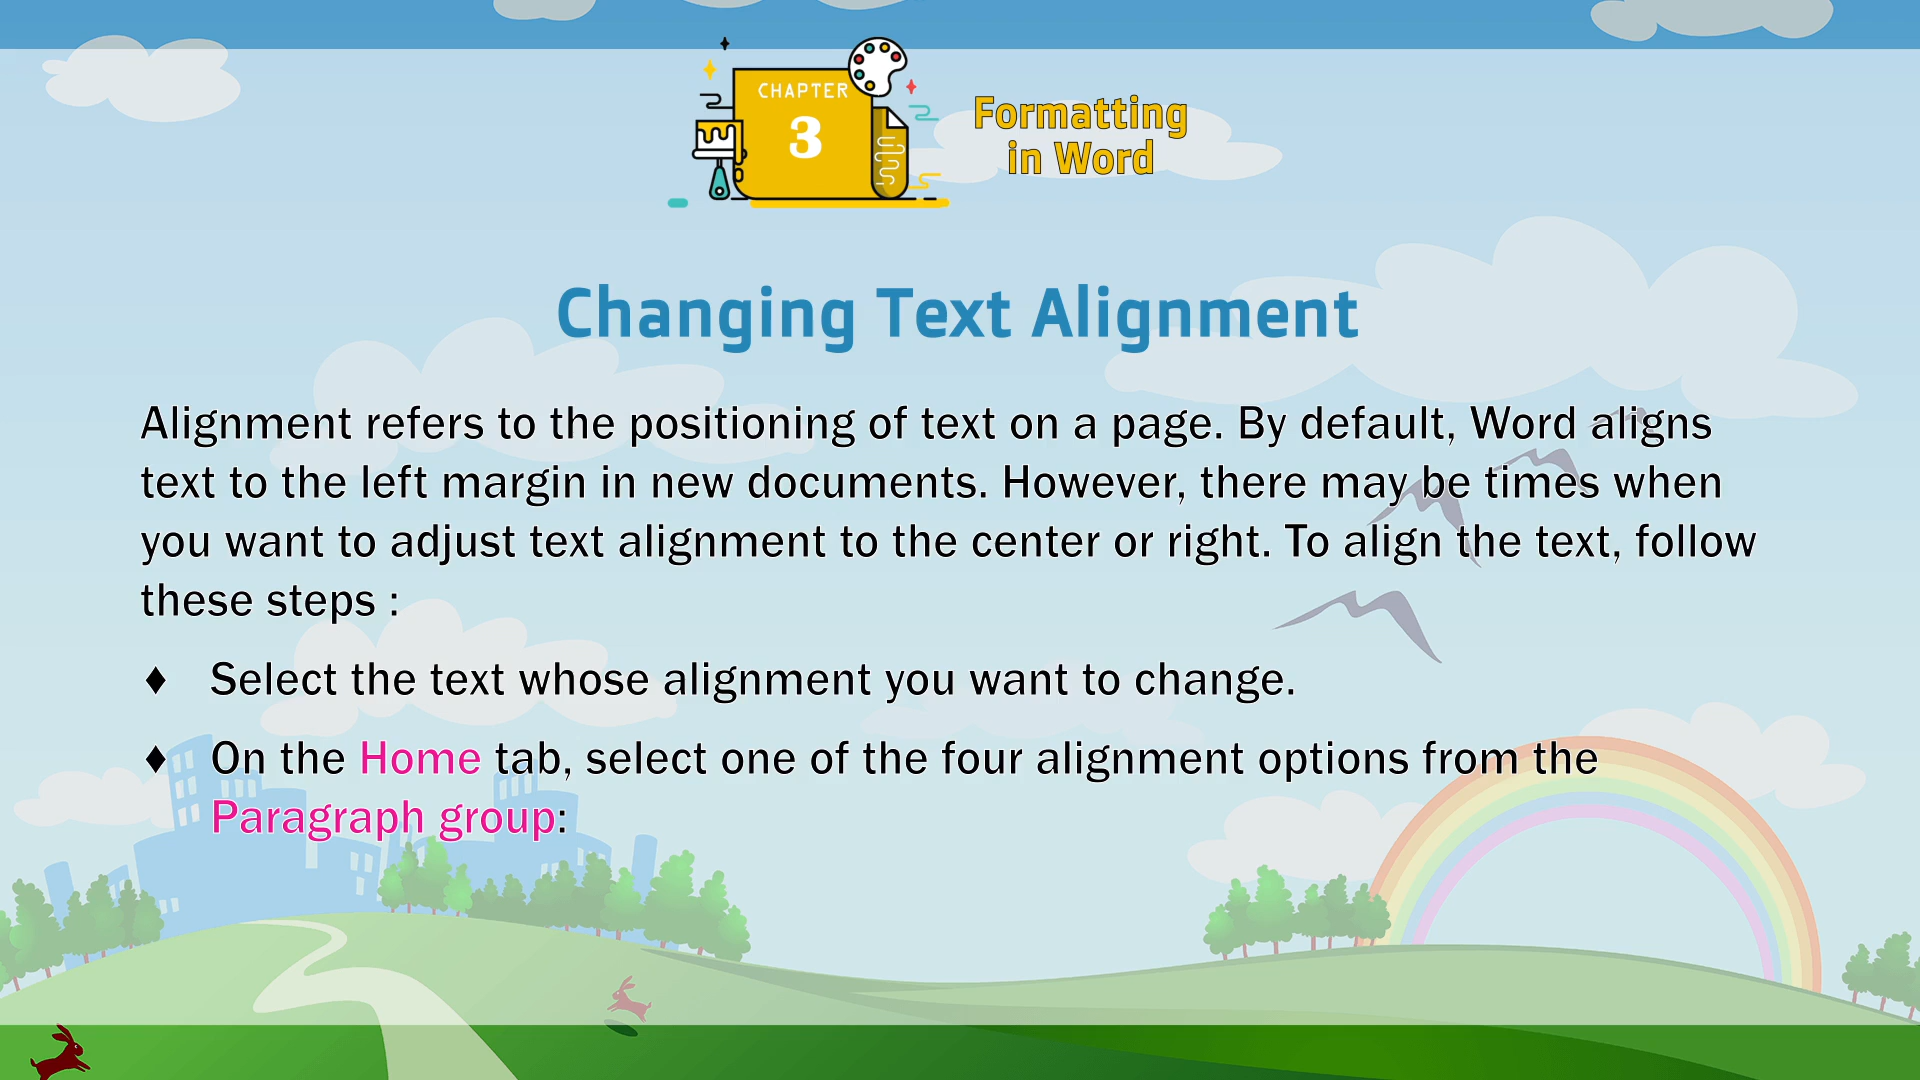 CHAPTER
3
Formatting
in Word
Changing Text Alignment
Alignment refers to the positioning of text on a page. By default, Word aligns
text to the left margin in new documents. However, there may be times when
you want to adjust text alignment to the center or right. To align the text, follow
these steps :
♦ Select the text whose alignment you want to change.
♦ On the Home tab, select one of the four alignment options from the
Paragraph group: